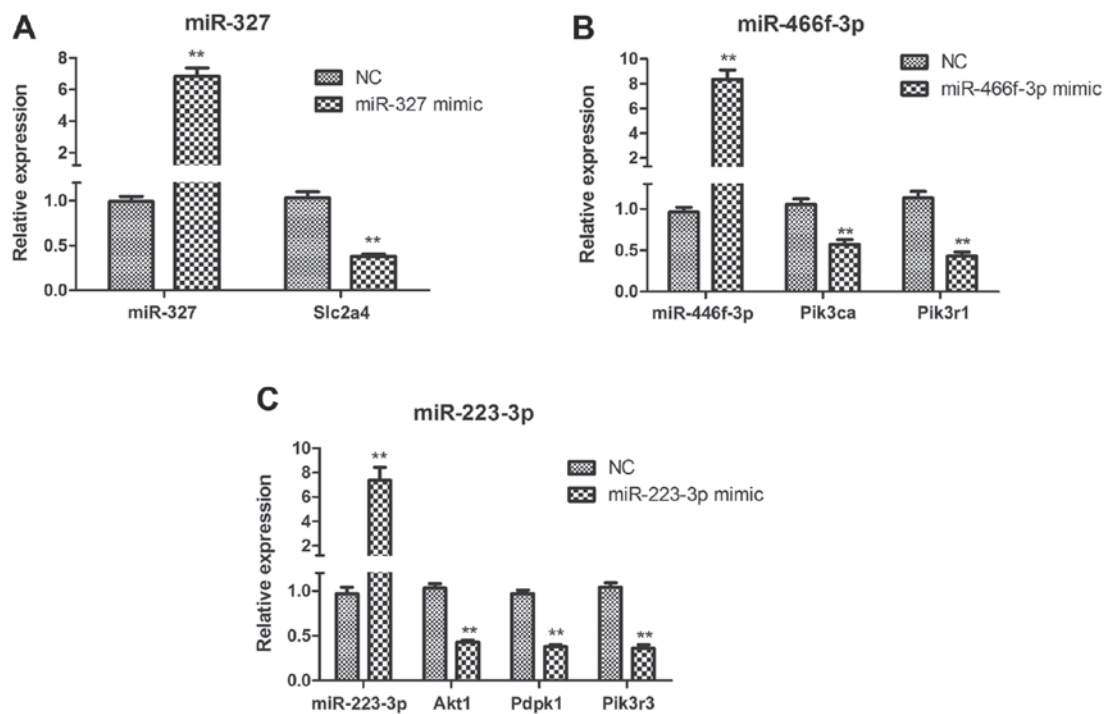 A
miR-327
Relative expression
8
6
4
2
1.0
0.5
0.0
**
**
NC
miR-327 mimic
miR-327
Slc2a4
B
miR-466f-3p
Relative expression
10
8
6
4
2
1.0
0.5
0.0
**
**
**
NC
miR-466f-3p mimic
miR-446f-3p
Pik3ca
Pik3r1
C
miR-223-3p
Relative expression
10
8
6
4
2
1.0
0.5
0.0
**
**
**
**
NC
miR-223-3p mimic
miR-223-3p
Akt1
Pdpk1
Pik3r3